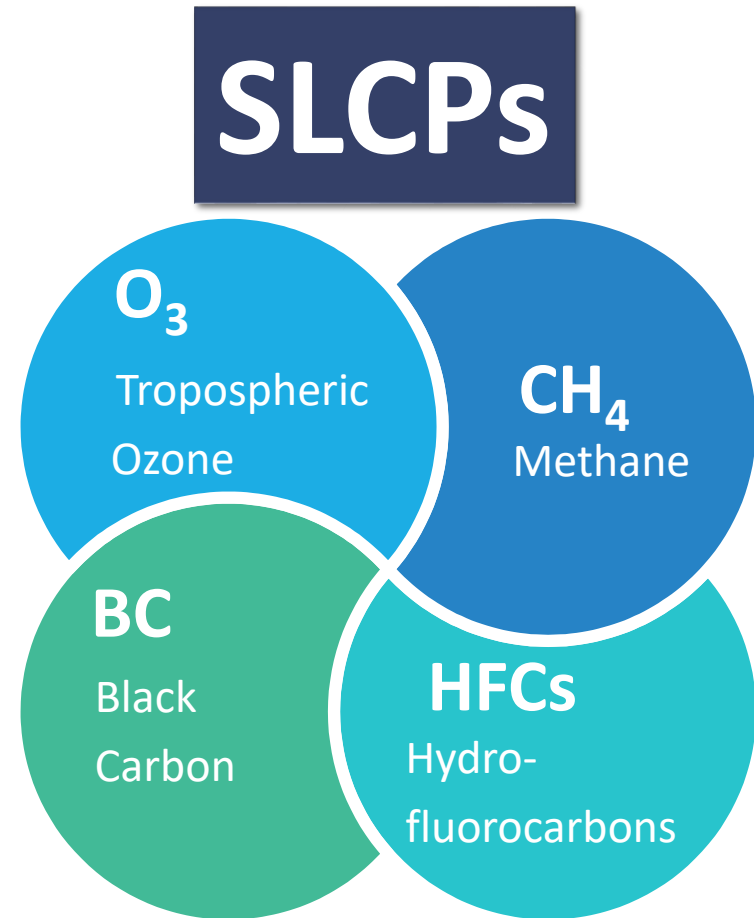 SLCPs
O₃
Tropospheric
Ozone
CH₄
Methane
BC
Black
Carbon
HFCs
Hydro-
fluorocarbons